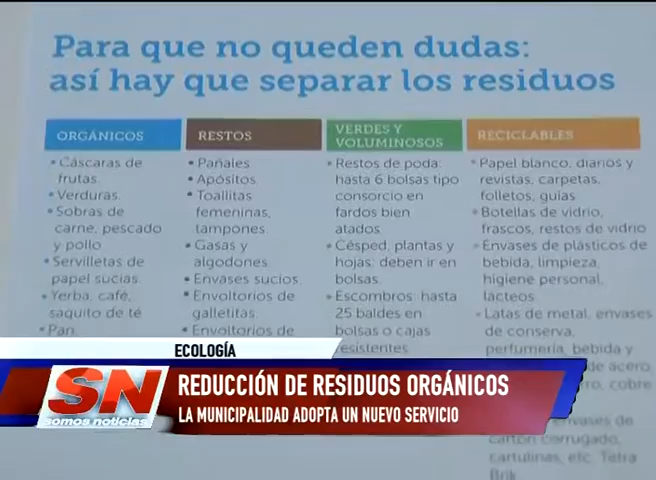 Para que no queden dudas:
así hay que separar los residuos
ORGÁNICOS
• Cáscaras de
frutas.
• Verduras.
• Sobras de
carne, pescado
y pollo
• Servilletas de
papel sucias.
• Yerba, café,
saquito de té
• Pan.
RESTOS
• Pañales
• Apósitos.
• Toallitas
femeninas,
tampones.
• Gasas y
algodones.
• Envases sucios.
• Envoltorios de
galletitas.
• Envoltorios de
VERDES Y
VOLUMINOSOS
• Restos de poda:
hasta 6 bolsas tipo
consorcio en
fardos bien
atados.
• Césped, plantas y
hojas: deben ir en
bolsas.
• Escombros: hasta
25 baldes en
bolsas o cajas
resistentes
RECICLABLES
• Papel blanco, diarios y
revistas, carpetas,
folletos, guías
• Botellas de vidrio,
frascos, restos de vidrio
• Envases de plásticos de
bebida, limpieza,
higiene personal,
lácteos
• Latas de metal, envases
de conserva,
perfumería, bebida y
de acero,
cobre
envases de
cartón corrugado,
cartulinas, etc. Tetra
Brik
ECOLOGÍA
SN
somos noticias
REDUCCIÓN DE RESIDUOS ORGÁNICOS
LA MUNICIPALIDAD ADOPTA UN NUEVO SERVICIO